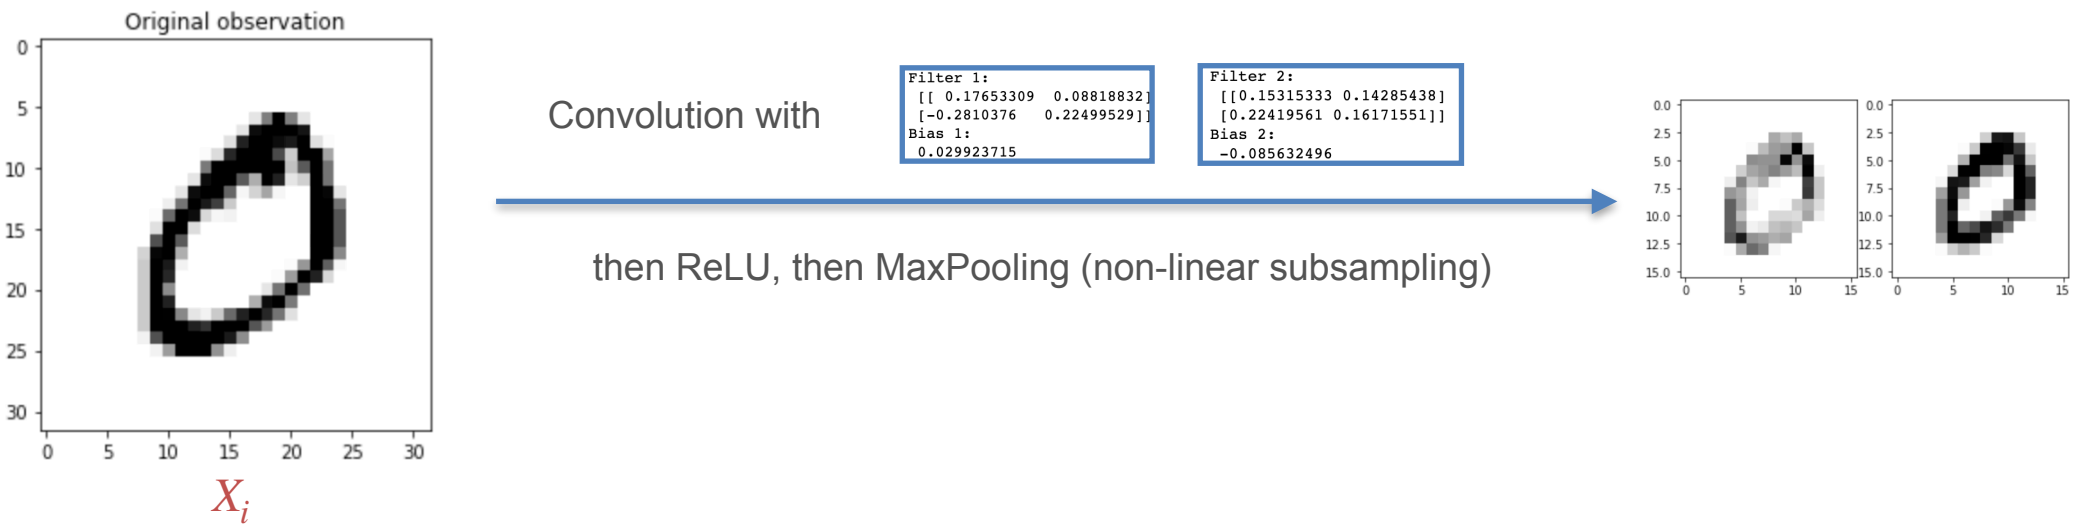 Original observation
0
5
10
15
20
25
30
0 5 10 15 20 25 30
X_i
Convolution with
Filter 1:
[[ 0.17653309 0.08818832]
[-0.2810376 0.22499529]]
Bias 1:
0.029923715
Filter 2:
[[0.15315333 0.14285438]
[0.22419561 0.16171551]]
Bias 2:
-0.085632496
then ReLU, then MaxPooling (non-linear subsampling)
0.0
2.5
5.0
7.5
10.0
12.5
15.0
0 5 10 15
0.0
2.5
5.0
7.5
10.0
12.5
15.0
0 5 10 15